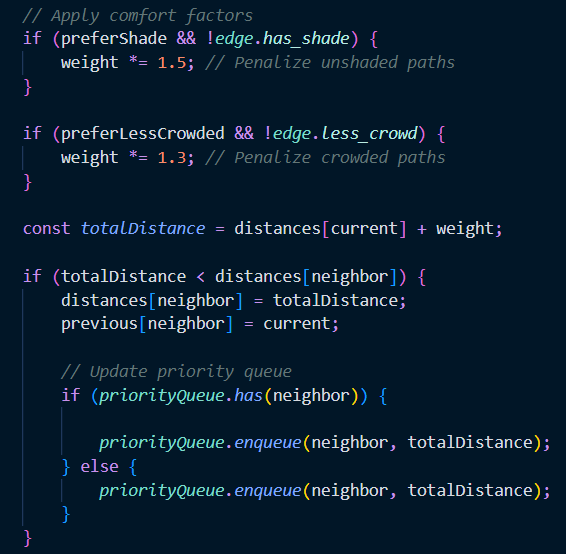 // Apply comfort factors
if (preferShade && !edge.has_shade) {
    weight *= 1.5; // Penalize unshaded paths
}

if (preferLessCrowded && !edge.less_crowd) {
    weight *= 1.3; // Penalize crowded paths
}

const totalDistance = distances[current] + weight;

if (totalDistance < distances[neighbor]) {
    distances[neighbor] = totalDistance;
    previous[neighbor] = current;

    // Update priority queue
    if (priorityQueue.has(neighbor)) {

        priorityQueue.enqueue(neighbor, totalDistance);
    } else {
        priorityQueue.enqueue(neighbor, totalDistance);
    }
}